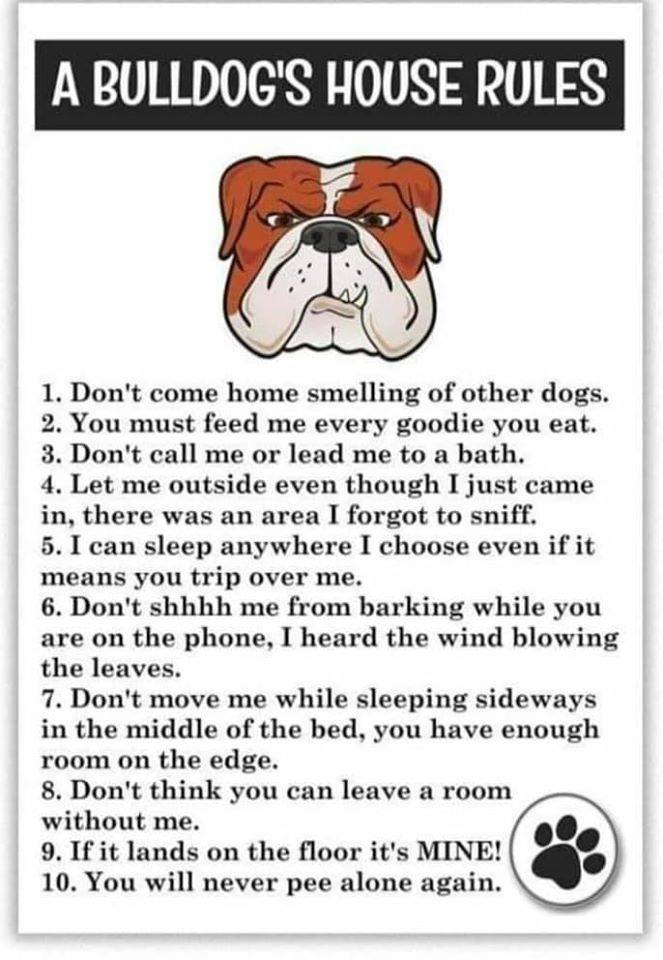 A BULLDOG'S HOUSE RULES
1. Don't come home smelling of other dogs.
2. You must feed me every goodie you eat.
3. Don't call me or lead me to a bath.
4. Let me outside even though I just came
in, there was an area I forgot to sniff.
5. I can sleep anywhere I choose even if it
means you trip over me.
6. Don't shhhh me from barking while you
are on the phone, I heard the wind blowing
the leaves.
7. Don't move me while sleeping sideways
in the middle of the bed, you have enough
room on the edge.
8. Don't think you can leave a room
without me.
9. If it lands on the floor it's MINE!
10. You will never pee alone again.